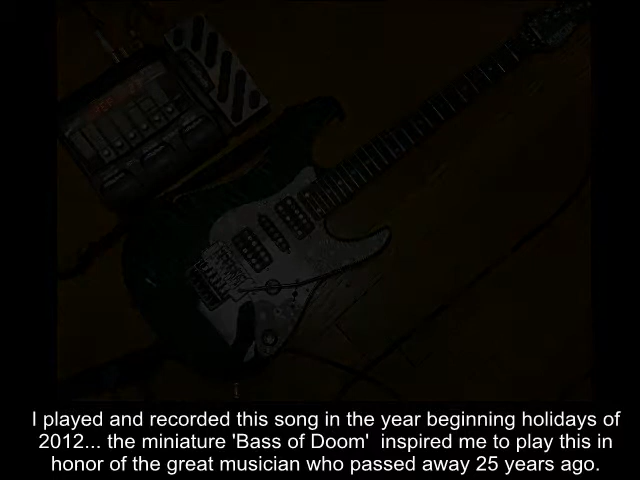 I played and recorded this song in the year beginning holidays of
2012... the miniature 'Bass of Doom'  inspired me to play this in
honor of the great musician who passed away 25 years ago.